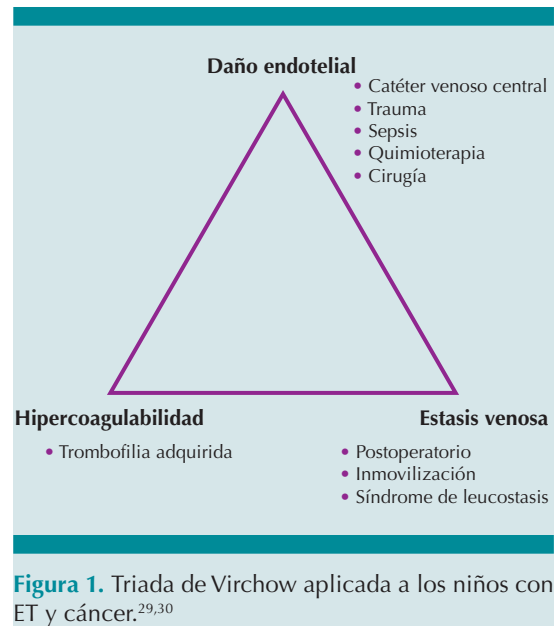 Daño endotelial
• Catéter venoso central
• Trauma
• Sepsis
• Quimioterapia
• Cirugía
Hipercoagulabilidad
• Trombofilia adquirida
Estasis venosa
• Postoperatorio
• Inmovilización
• Síndrome de leucostasis
Figura 1. Triada de Virchow aplicada a los niños con
ET y cáncer.29,30